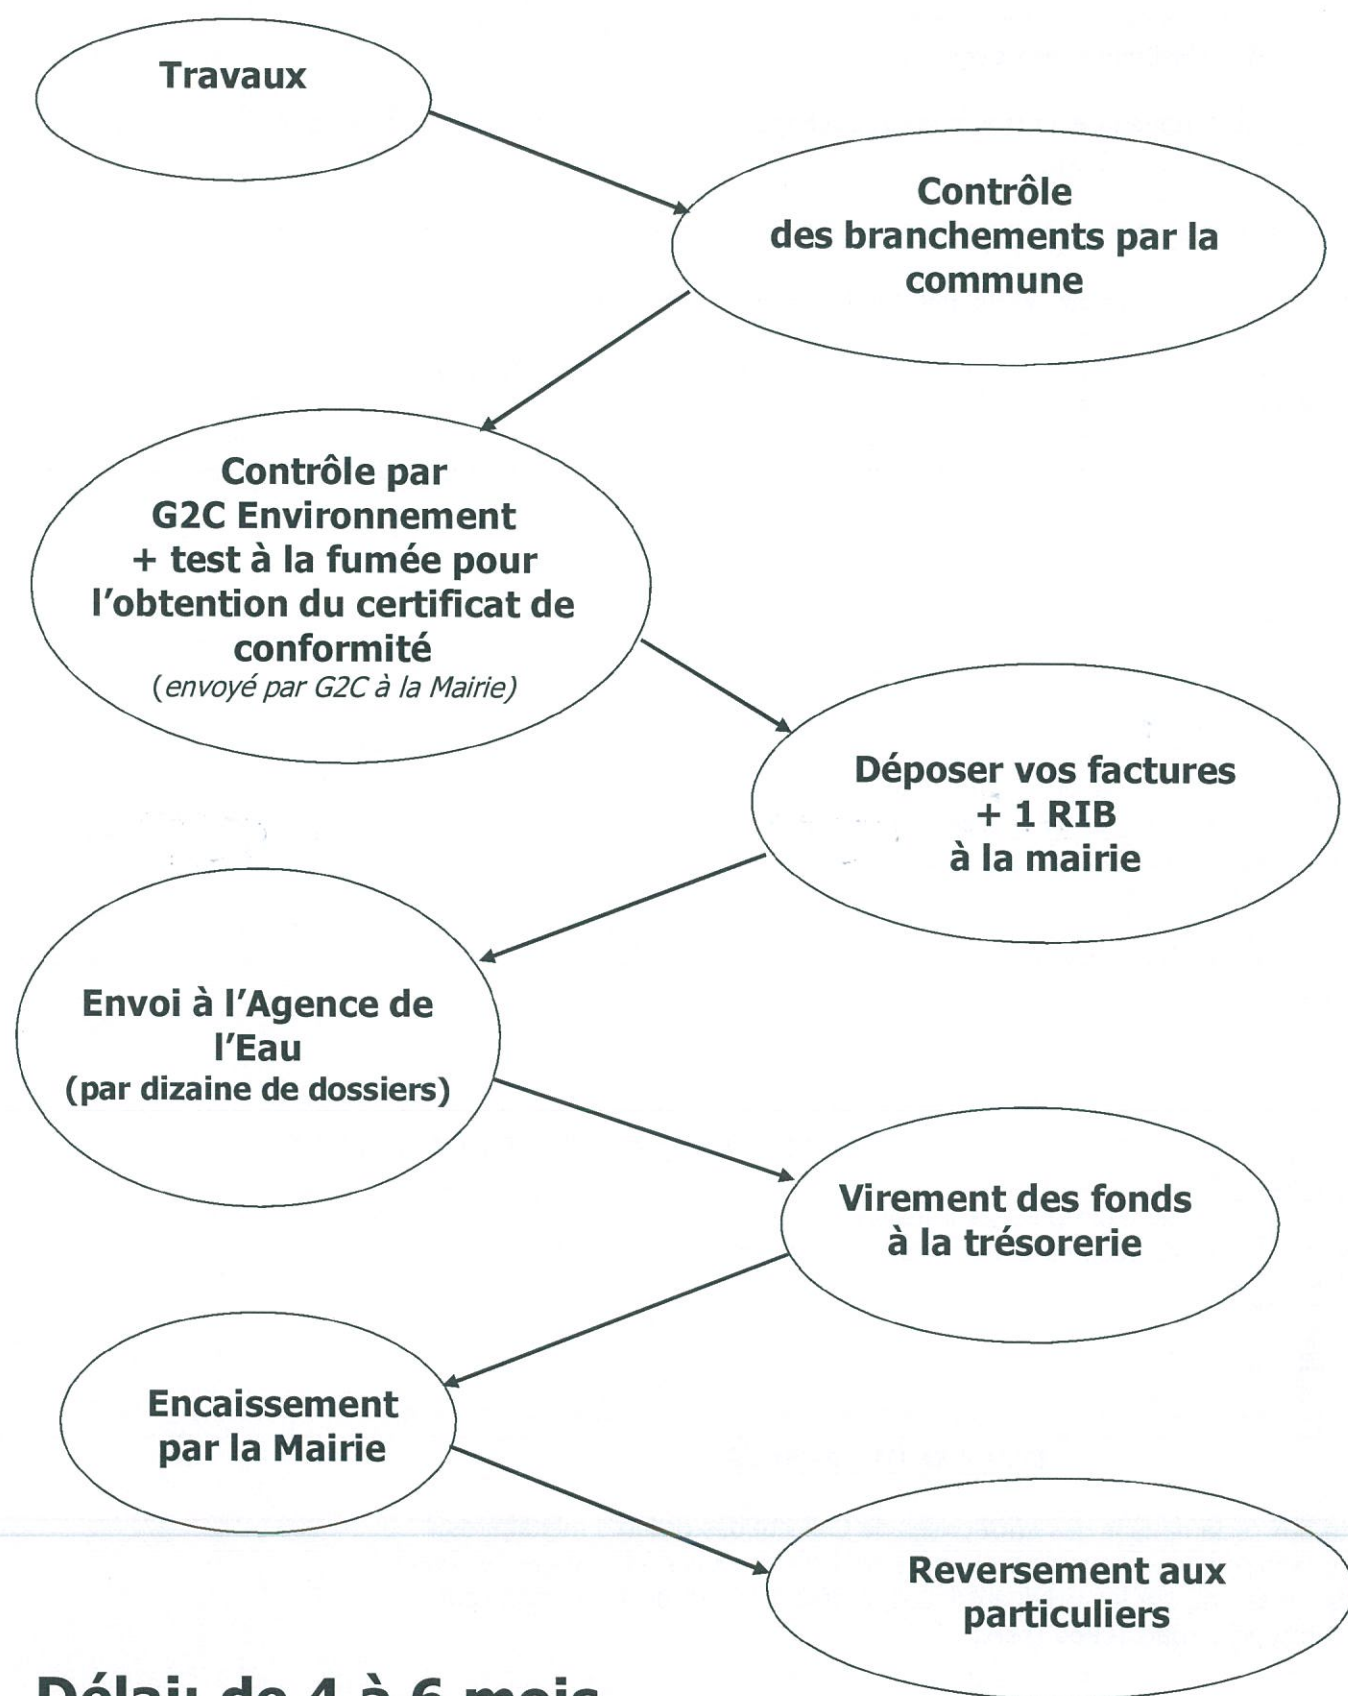 Travaux
Contrôle
des branchements par la
commune
Contrôle par
G2C Environnement
+ test à la fumée pour
l'obtention du certificat de
conformité
(envoyé par G2C à la Mairie)
Déposer vos factures
+ 1 RIB
à la mairie
Envoi à l'Agence de
l'Eau
(par dizaine de dossiers)
Virement des fonds
à la trésorerie
Encaissement
par la Mairie
Reversement aux
particuliers
Délai: de 4 à 6 mois